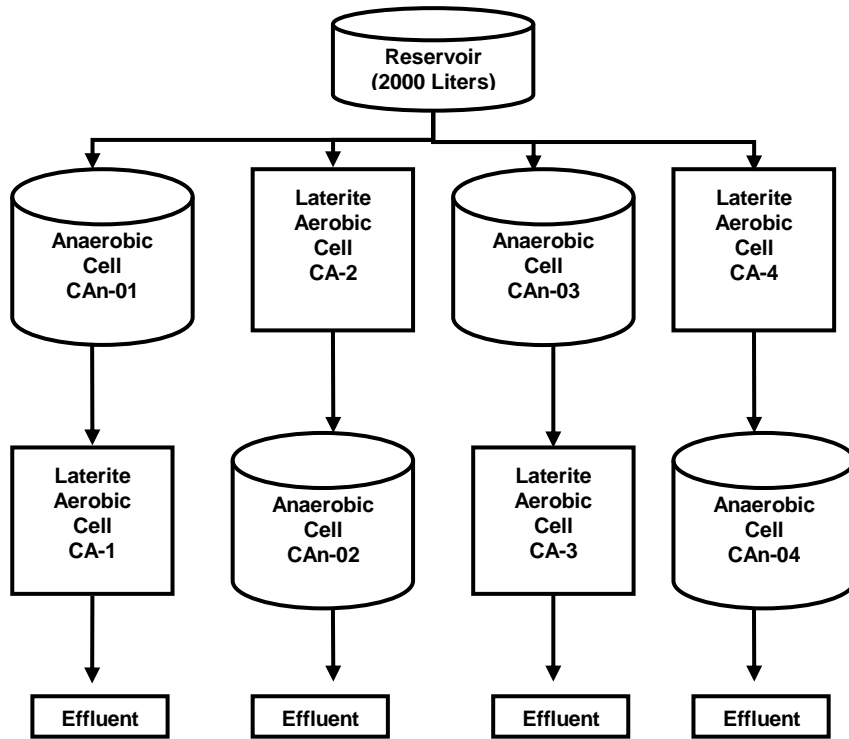 Reservoir
(2000 Liters)
Anaerobic
Cell
CAn-01
Laterite
Aerobic
Cell
CA-2
Anaerobic
Cell
CAn-03
Laterite
Aerobic
Cell
CA-4
Laterite
Aerobic
Cell
CA-1
Anaerobic
Cell
CAn-02
Laterite
Aerobic
Cell
CA-3
Anaerobic
Cell
CAn-04
Effluent
Effluent
Effluent
Effluent